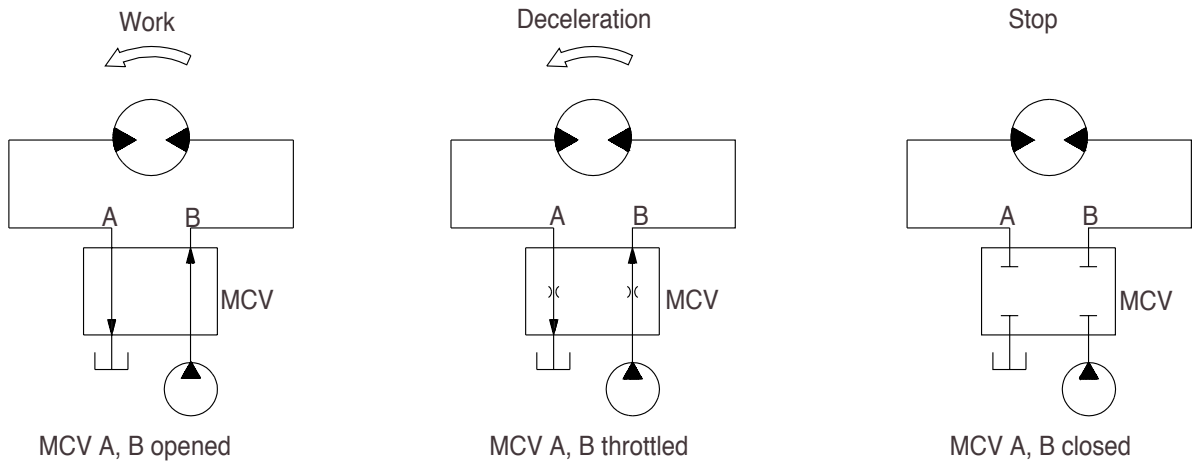 Work
Deceleration
Stop
A B
A B
A B
MCV
MCV
MCV
MCV A, B opened
MCV A, B throttled
MCV A, B closed